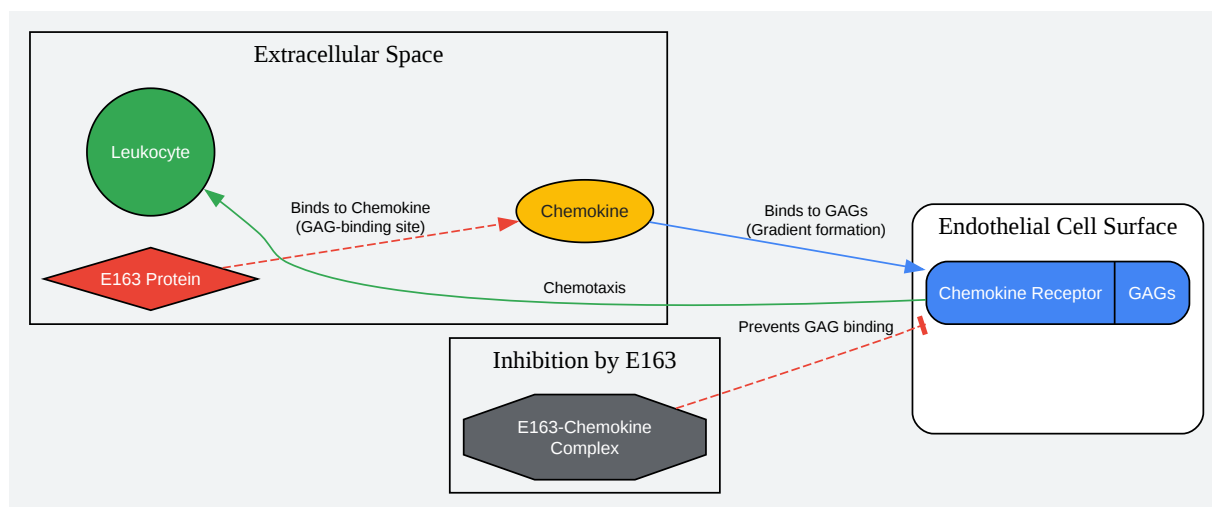 Extracellular Space
Leukocyte
Binds to Chemokine
(GAG-binding site)
Chemokine
E163 Protein
Chemotaxis
Binds to GAGs
(Gradient formation)
Endothelial Cell Surface
Chemokine Receptor
GAGs
Prevents GAG binding
Inhibition by E163
E163-Chemokine
Complex